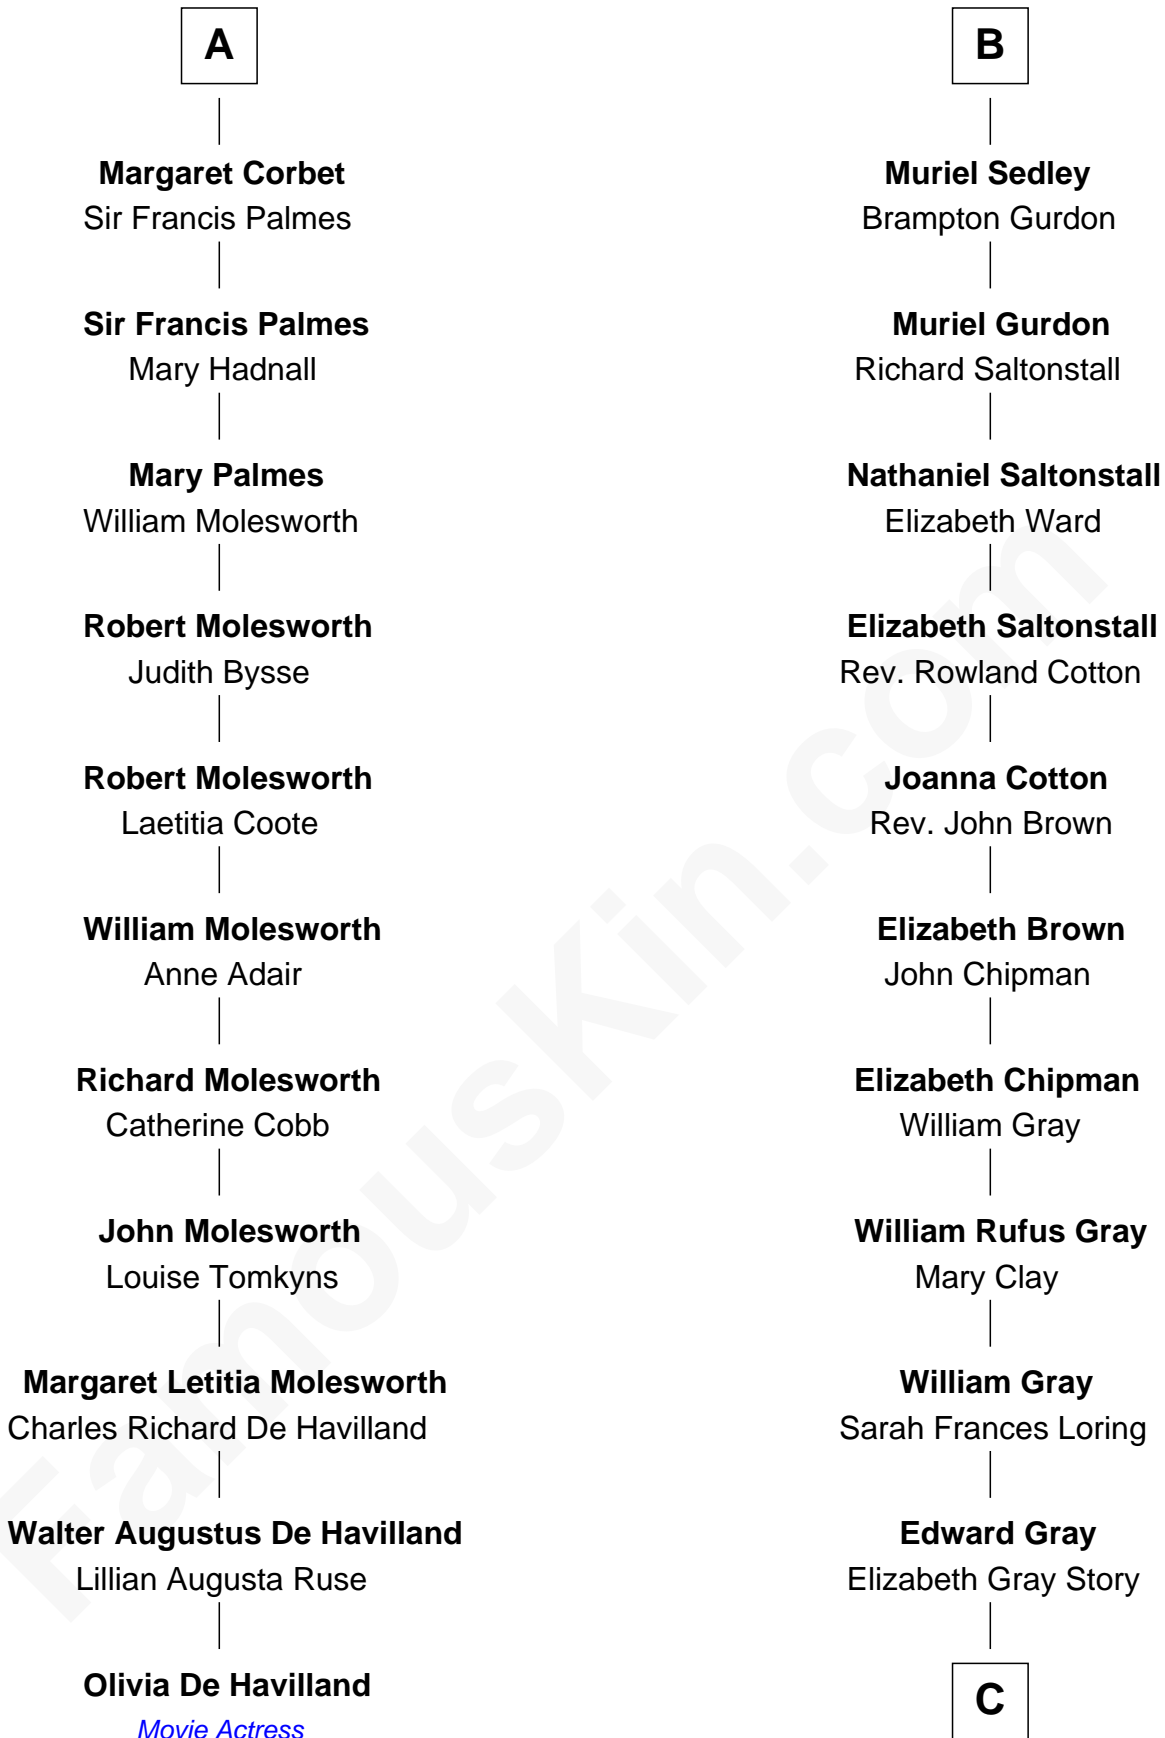 A
Margaret Corbet
Sir Francis Palmes
Sir Francis Palmes
Mary Hadnall
Mary Palmes
William Molesworth
Robert Molesworth
Judith Bysse
Robert Molesworth
Laetitia Coote
William Molesworth
Anne Adair
Richard Molesworth
Catherine Cobb
John Molesworth
Louise Tomkyns
Margaret Letitia Molesworth
Charles Richard De Havilland
Walter Augustus De Havilland
Lillian Augusta Ruse
Olivia De Havilland
Movie Actress
B
Muriel Sedley
Brampton Gurdon
Muriel Gurdon
Richard Saltonstall
Nathaniel Saltonstall
Elizabeth Ward
Elizabeth Saltonstall
Rev. Rowland Cotton
Joanna Cotton
Rev. John Brown
Elizabeth Brown
John Chipman
Elizabeth Chipman
William Gray
William Rufus Gray
Mary Clay
William Gray
Sarah Frances Loring
Edward Gray
Elizabeth Gray Story
C
FamousKin.com